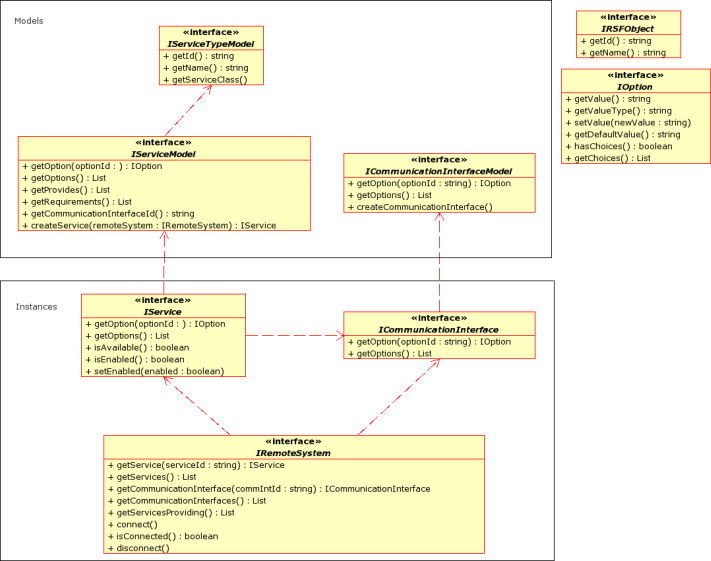 Models
«interface»
IServiceTypeModel
+ getId() : string
+ getName() : string
+ getServiceClass()
«interface»
IRSFObject
+ getId() : string
+ getName() : string
«interface»
IOption
+ getValue() : string
+ getValueType() : string
+ setValue(newValue : string)
+ getDefaultValue() : string
+ hasChoices() : boolean
+ getChoices() : List
«interface»
IServiceModel
+ getOption(optionId : ) : IOption
+ getOptions() : List
+ getProvides() : List
+ getRequirements() : List
+ getCommunicationInterfaceId() : string
+ createService(remoteSystem : IRemoteSystem) : IService
«interface»
ICommunicationInterfaceModel
+ getOption(optionId : string) : IOption
+ getOptions() : List
+ createCommunicationInterface()
Instances
«interface»
IService
+ getOption(optionId : ) : IOption
+ getOptions() : List
+ isAvailable() : boolean
+ isEnabled() : boolean
+ setEnabled(enabled : boolean)
«interface»
ICommunicationInterface
+ getOption(optionId : string) : IOption
+ getOptions() : List
«interface»
IRemoteSystem
+ getService(serviceId : string) : IService
+ getServices() : List
+ getCommunicationInterface(commIntId : string) : ICommunicationInterface
+ getCommunicationInterfaces() : List
+ getServicesProviding() : List
+ connect()
+ isConnected() : boolean
+ disconnect()